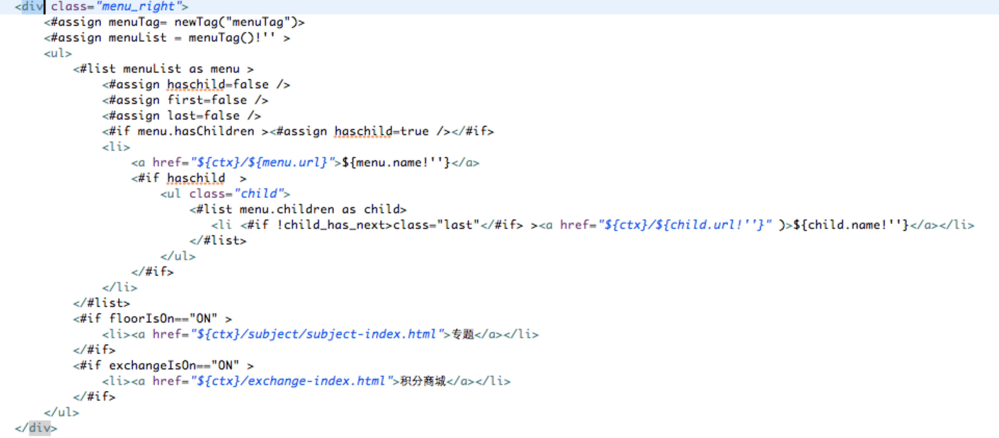 <div class="menu_right">
<#assign menuTag= newTag("menuTag")>
<#assign menuList = menuTag()!'' >
<ul>
<#list menuList as menu >
<#assign haschild=false />
<#assign first=false />
<#assign last=false />
<#if menu.hasChildren ><#assign haschild=true /></#if>
<li>
<a href="${ctx}/${menu.url}">${menu.name!''}</a>
<#if haschild  >
<ul class="child">
<#list menu.children as child>
<li <#if !child_has_next>class="last"</#if> ><a href="${ctx}/${child.url!''}" )>${child.name!''}</a></li>
</#list>
</ul>
</#if>
</li>
</#list>
<#if floorIsOn=="ON" >
<li><a href="${ctx}/subject/subject-index.html">专题</a></li>
</#if>
<#if exchangeIsOn=="ON" >
<li><a href="${ctx}/exchange-index.html">积分商城</a></li>
</#if>
</ul>
</div>